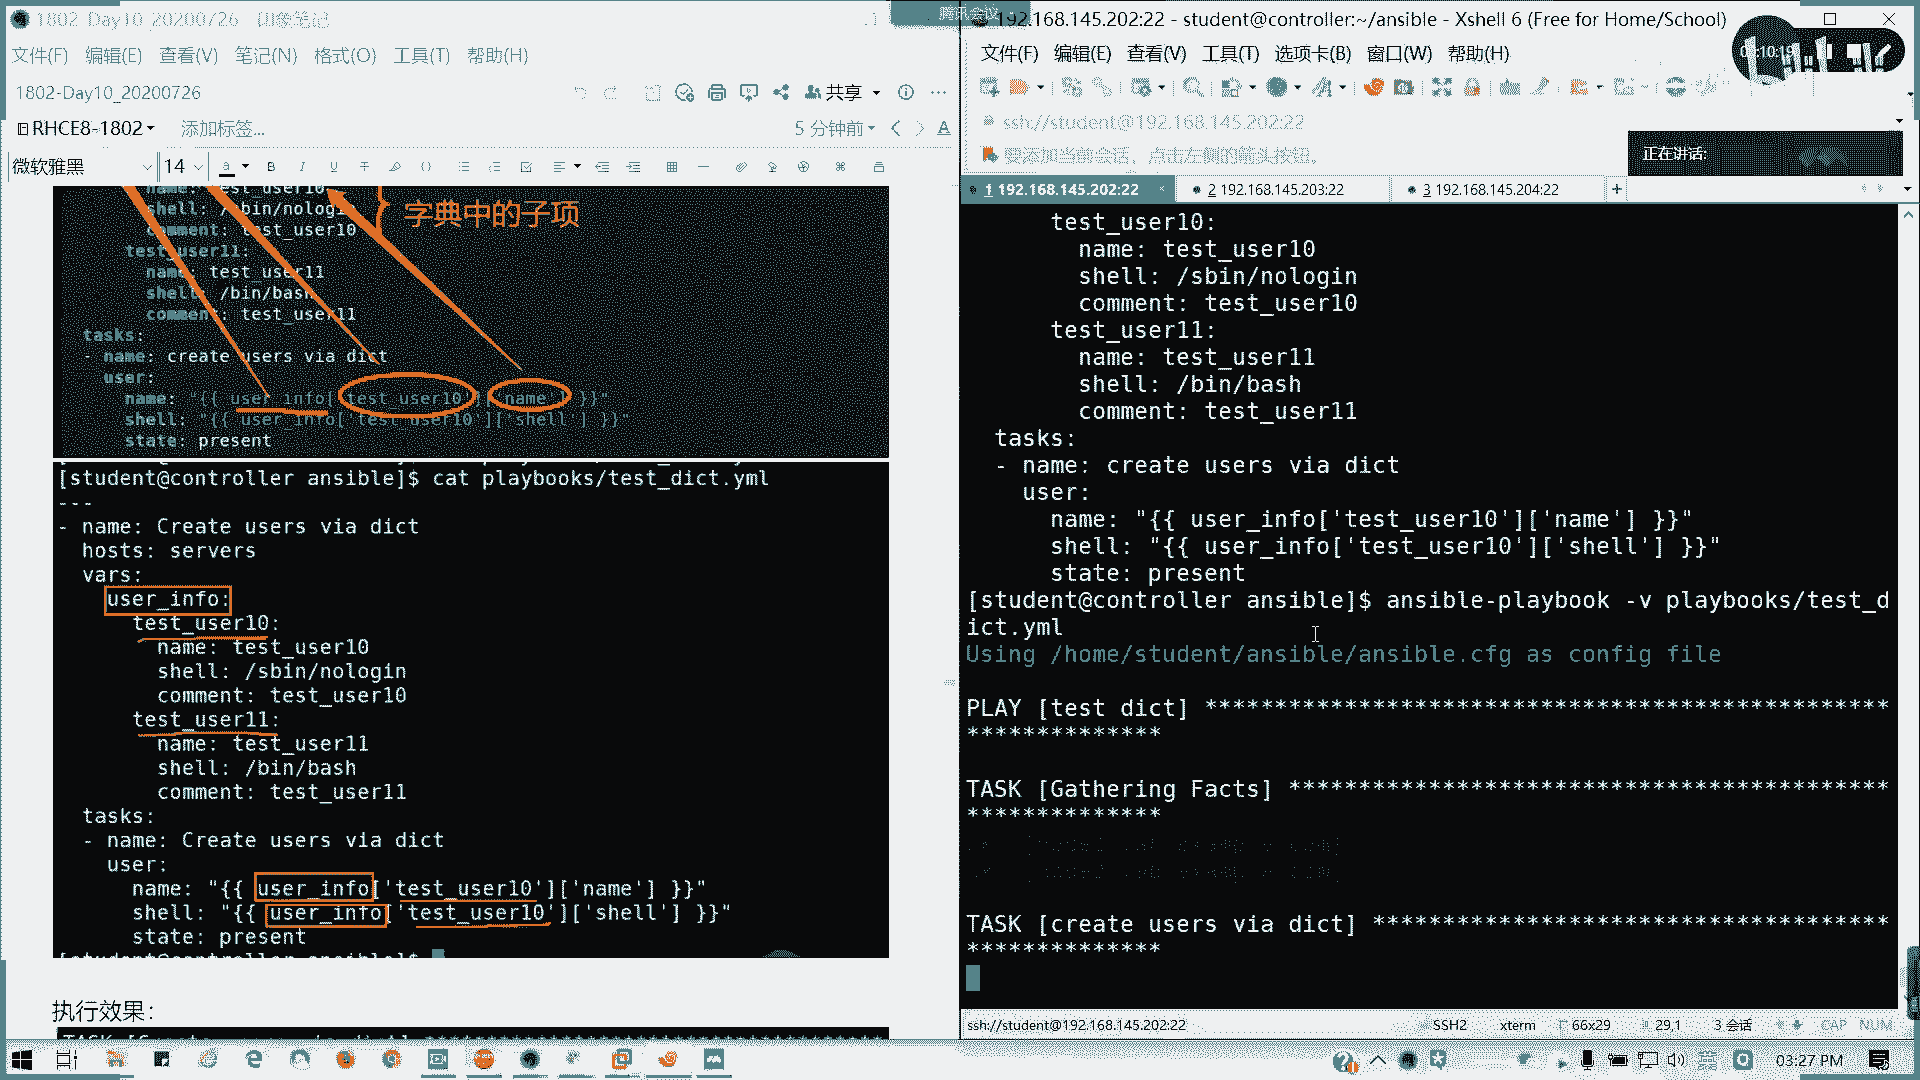 1802-Day10_20200726 - 印象笔记
文件(F) 编辑(E) 查看(V) 笔记(N) 格式(O) 工具(T) 帮助(H)
1802-Day10_20200726
共享
RHCE8-1802
添加标签...
5 分钟前
微软雅黑
14
name: test_user10
shell: /sbin/nologin
字典中的子项
comment: test_user10
test_user11:
name: test_user11
shell: /bin/bash
comment: test_user11
tasks:
- name: create users via dict
user:
name: "{{ user_info['test_user10']['name'] }}"
shell: "{{ user_info['test_user10']['shell'] }}"
state: present
[student@controller ansible]$ cat playbooks/test_dict.yml
---
- name: Create users via dict
hosts: servers
vars:
user_info:
test_user10:
name: test_user10
shell: /sbin/nologin
comment: test_user10
test_user11:
name: test_user11
shell: /bin/bash
comment: test_user11
tasks:
- name: Create users via dict
user:
name: "{{ user_info['test_user10']['name'] }}"
shell: "{{ user_info['test_user10']['shell'] }}"
state: present
[student@controller ansible]$
执行效果:
腾讯会议
192.168.145.202:22 - student@controller:~/ansible - Xshell 6 (Free for Home/School)
文件(F) 编辑(E) 查看(V) 工具(T) 选项卡(B) 窗口(W) 帮助(H)
ssh://student@192.168.145.202:22
要添加当前会话，点击左侧的箭头按钮。
正在讲话:
1 192.168.145.202:22
2 192.168.145.203:22
3 192.168.145.204:22
test_user10:
name: test_user10
shell: /sbin/nologin
comment: test_user10
test_user11:
name: test_user11
shell: /bin/bash
comment: test_user11
tasks:
- name: create users via dict
user:
name: "{{ user_info['test_user10']['name'] }}"
shell: "{{ user_info['test_user10']['shell'] }}"
state: present
[student@controller ansible]$ ansible-playbook -v playbooks/test_d
ict.yml
Using /home/student/ansible/ansible.cfg as config file
PLAY [test dict] *************************************************
**************
TASK [Gathering Facts] *******************************************
**************
TASK [create users via dict] *************************************
**************
ssh://student@192.168.145.202:22
SSH2
xterm
66x29
29,1
3 会话
CAP NUM
英
03:27 PM